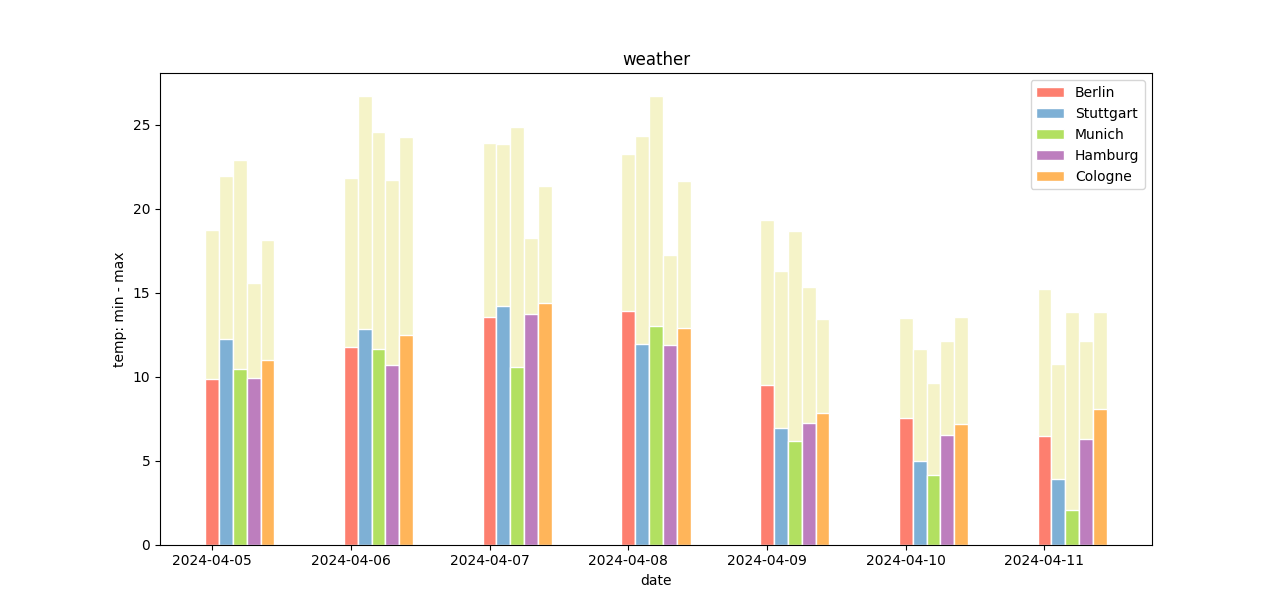 weather
temp: min - max
25
20
15
10
5
0
Berlin
Stuttgart
Munich
Hamburg
Cologne
2024-04-05 2024-04-06 2024-04-07 2024-04-08 2024-04-09 2024-04-10 2024-04-11
date